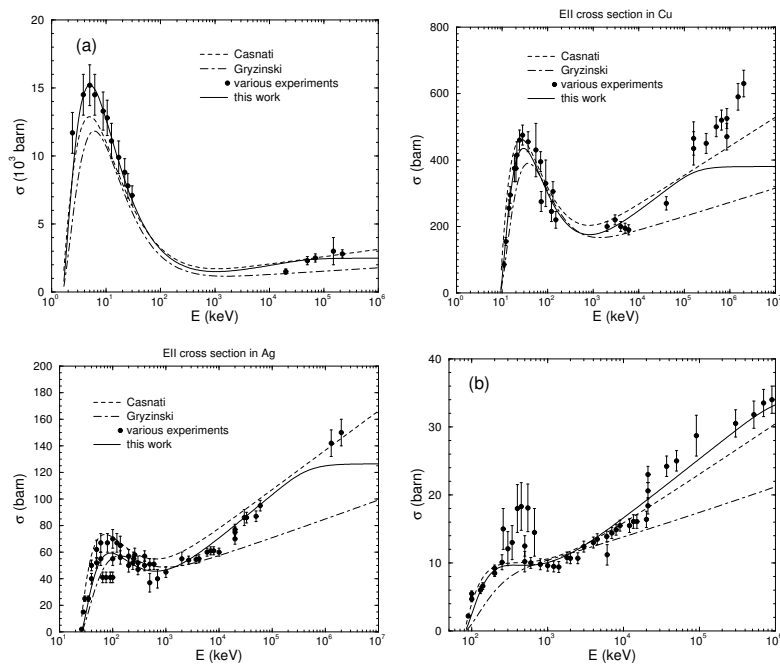 20
15
10
5
0
σ (10³ barn)
(a)
Casnati
Gryzinski
various experiments
this work
10⁰ 10¹ 10² 10³ 10⁴ 10⁵ 10⁶
E (keV)
EII cross section in Cu
800
600
400
200
0
σ (barn)
Casnati
Gryzinski
various experiments
this work
10⁰ 10¹ 10² 10³ 10⁴ 10⁵ 10⁶ 10⁷
E (keV)
EII cross section in Ag
200
180
160
140
120
100
80
60
40
20
0
σ (barn)
Casnati
Gryzinski
various experiments
this work
10¹ 10² 10³ 10⁴ 10⁵ 10⁶ 10⁷
E (keV)
40
30
20
10
0
σ (barn)
(b)
10² 10³ 10⁴ 10⁵ 10⁶
E (keV)